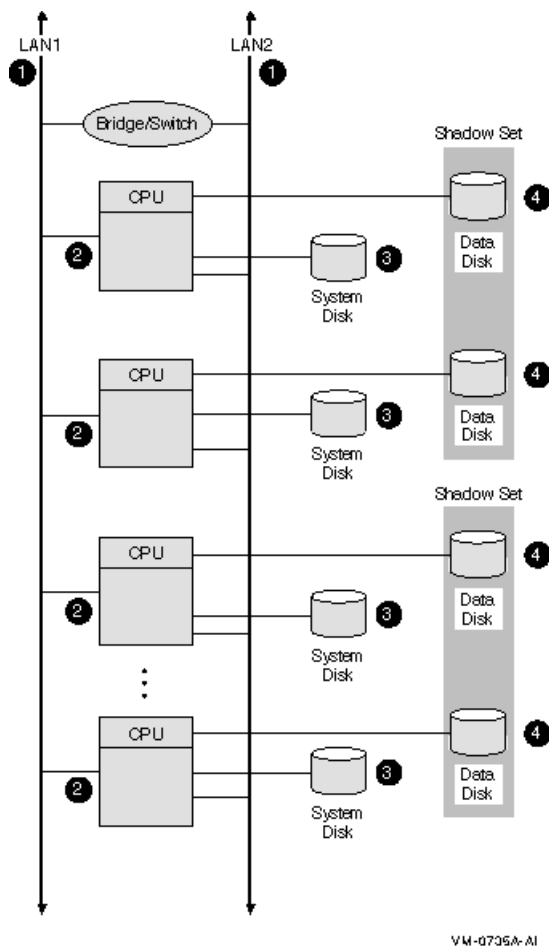 LAN1
LAN2
1
1
Bridge/Switch
Shadow Set
CPU
4
2
Data
Disk
3
System
Disk
CPU
4
2
3
Data
Disk
System
Disk
Shadow Set
CPU
4
2
3
Data
Disk
System
Disk
CPU
4
2
3
Data
Disk
System
Disk
VM-0735A-AI